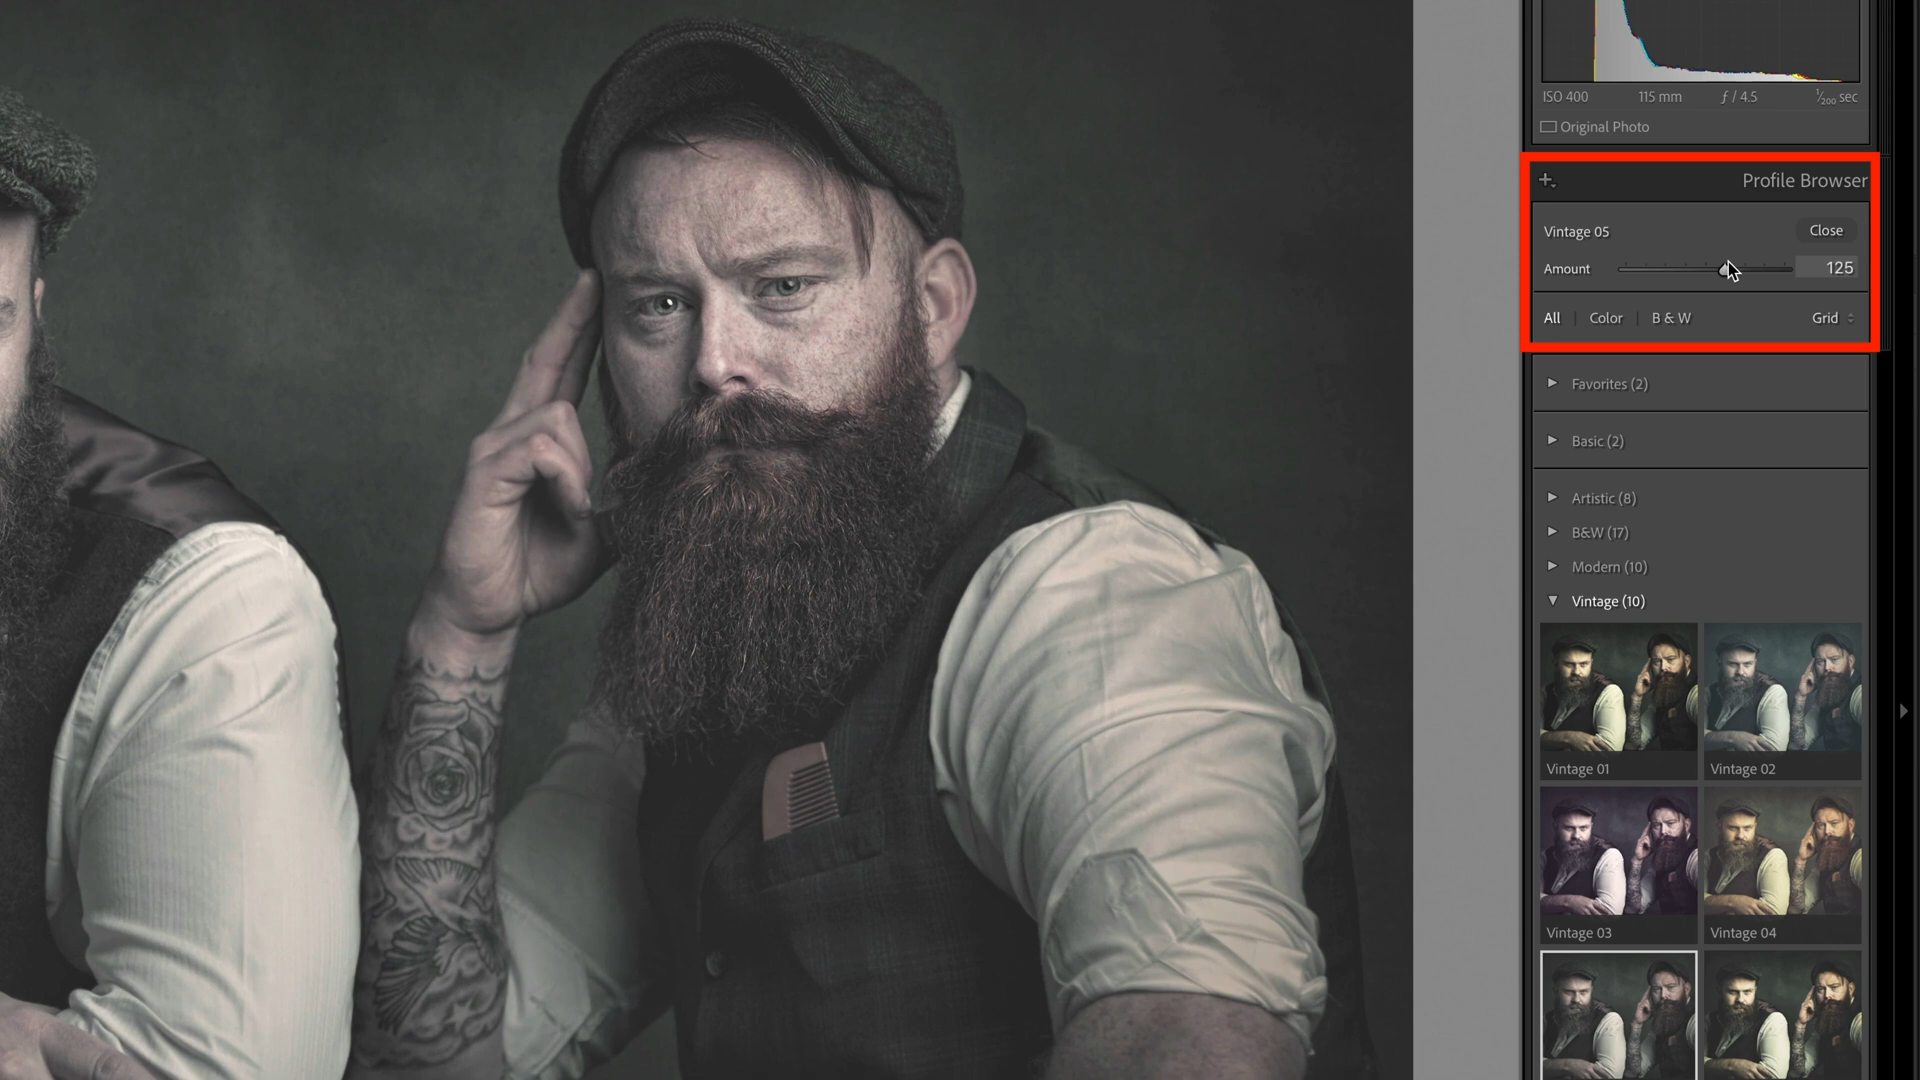 ISO 400 115 mm ƒ / 4.5 1/200 sec
Original Photo
Profile Browser
Vintage 05 Close
Amount 125
All Color B & W Grid
Favorites (2)
Basic (2)
Artistic (8)
B&W (17)
Modern (10)
Vintage (10)
Vintage 01 Vintage 02
Vintage 03 Vintage 04